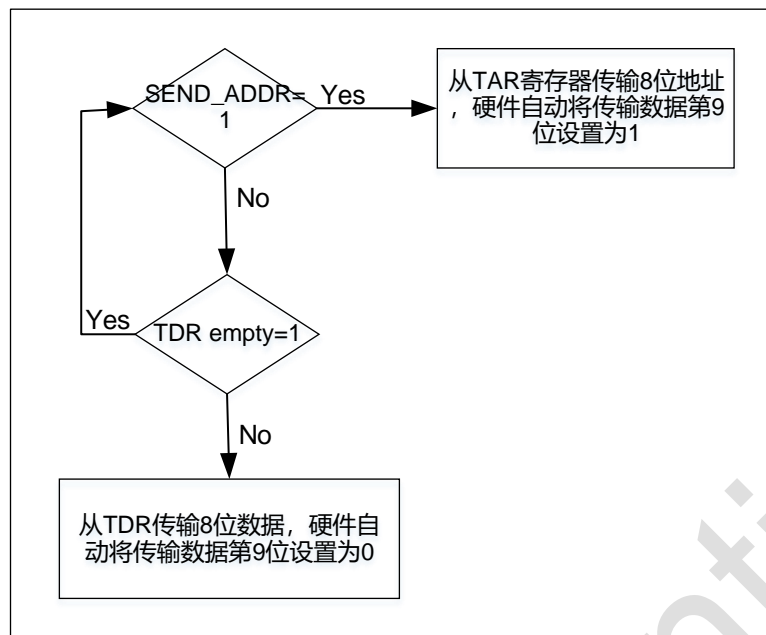 SEND_ADDR=
1
Yes
从TAR寄存器传输8位地址
，硬件自动将传输数据第9
位设置为1
No
Yes
TDR empty=1
No
从TDR传输8位数据，硬件自
动将传输数据第9位设置为0